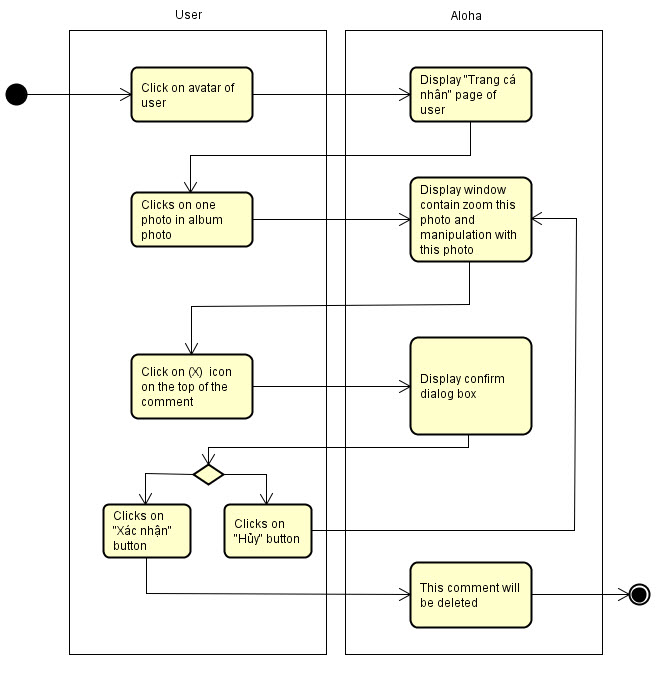 User
Aloha
Click on avatar of
user
Display "Trang cá
nhân" page of
user
Clicks on one
photo in album
photo
Display window
contain zoom this
photo and
manipulation with
this photo
Click on (X)  icon
on the top of the
comment
Display confirm
dialog box
Clicks on
"Xác nhận"
button
Clicks on
"Hủy" button
This comment will
be deleted